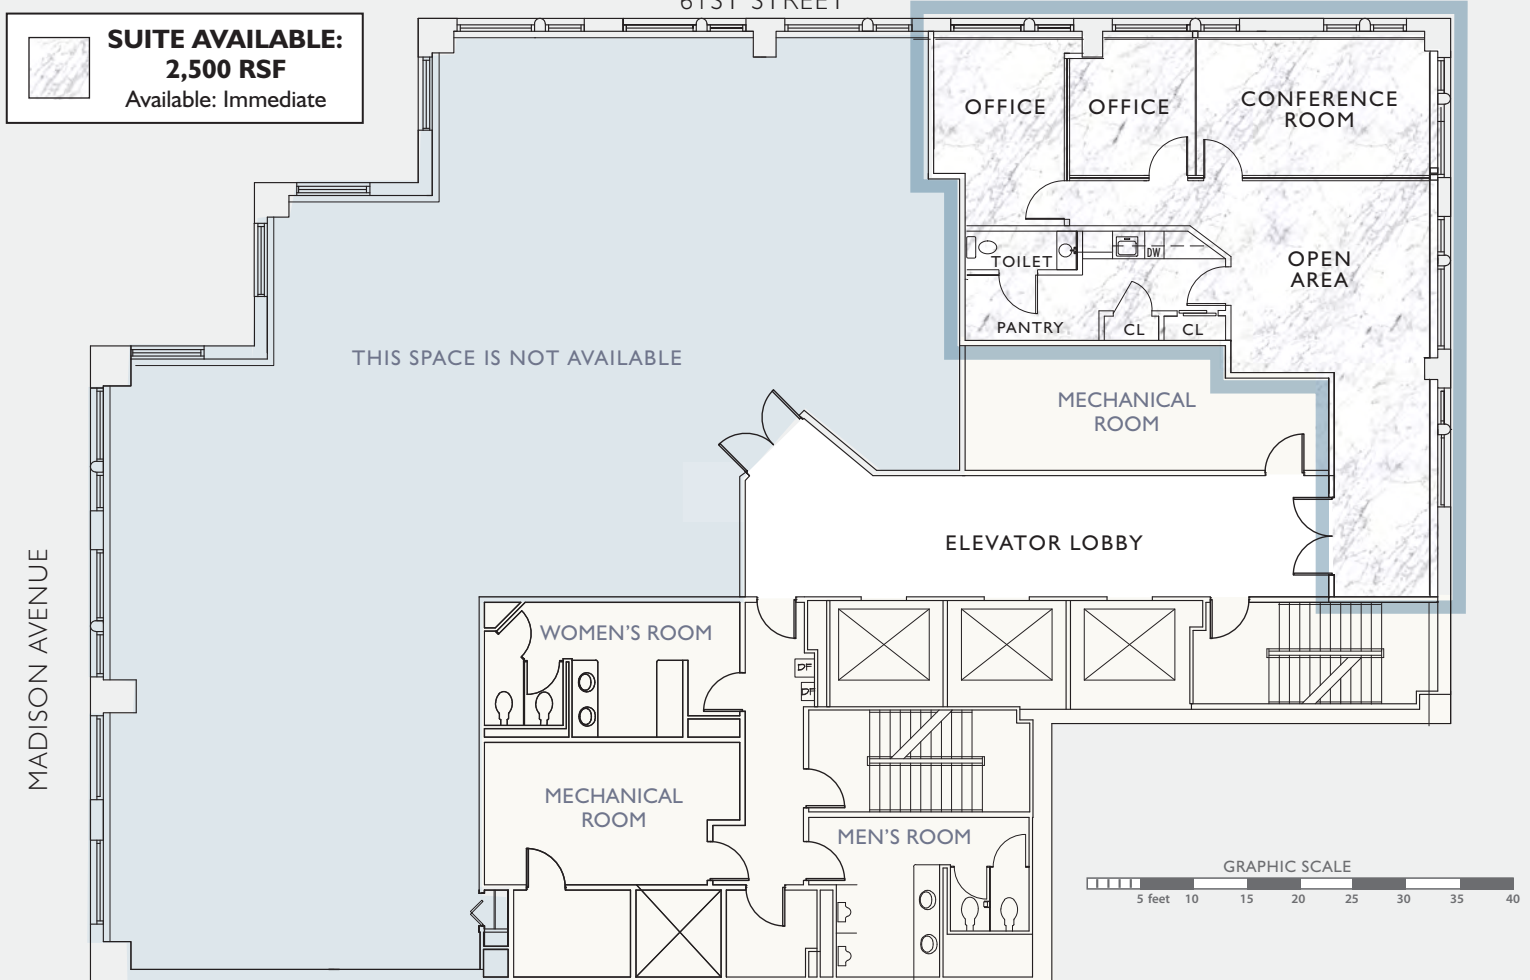 61ST STREET
SUITE AVAILABLE:
2,500 RSF
Available: Immediate
OFFICE
OFFICE
CONFERENCE
ROOM
TOILET
DW
OPEN
AREA
PANTRY
CL
CL
THIS SPACE IS NOT AVAILABLE
MECHANICAL
ROOM
ELEVATOR LOBBY
MADISON AVENUE
WOMEN'S ROOM
DF
DF
MECHANICAL
ROOM
MEN'S ROOM
GRAPHIC SCALE
5 feet 10 15 20 25 30 35 40